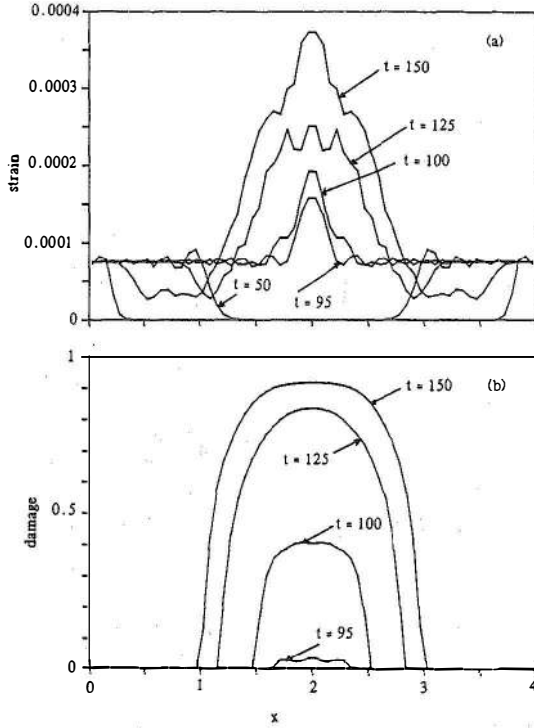 0.0004
(a)
t = 150
0.0003
t = 125
0.0002
t = 100
strain
0.0001
t = 50
t = 95
0
1
(b)
t = 150
t = 125
0.5
damage
t = 100
t = 95
0
0 1 2 3 4
x